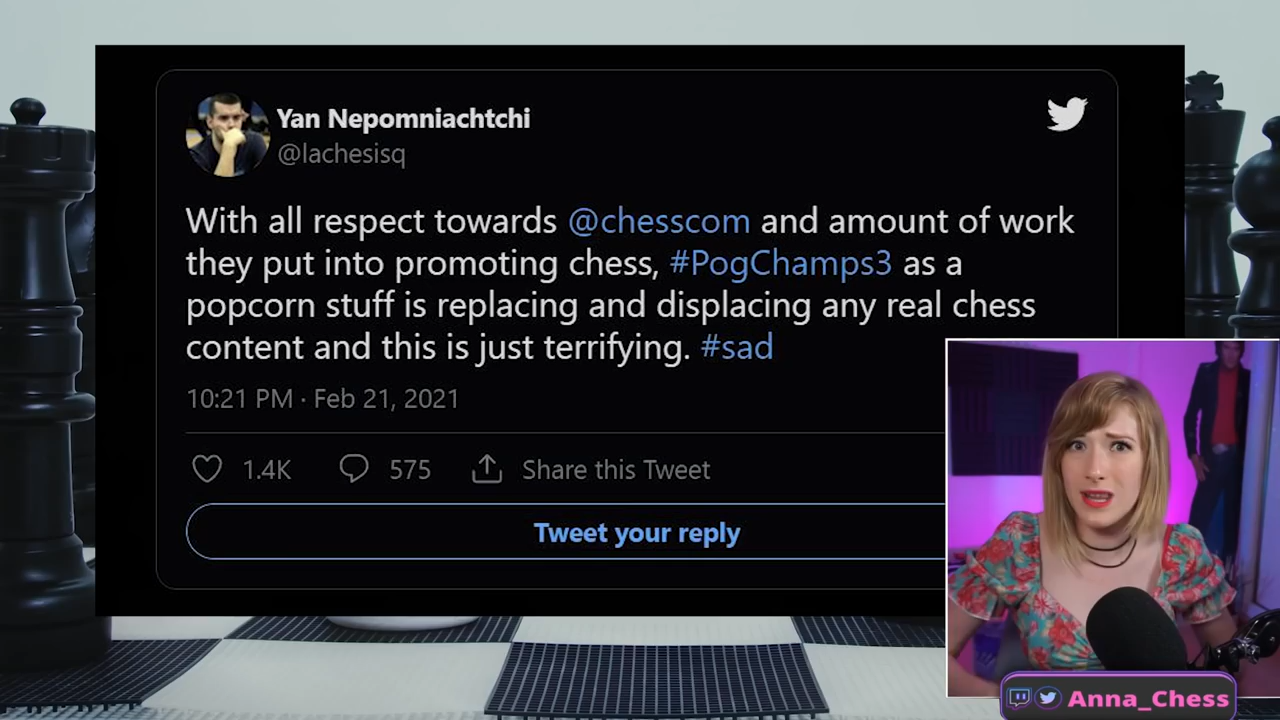 Yan Nepomniachtchi
@lachesisq
With all respect towards @chesscom and amount of work
they put into promoting chess, #PogChamps3 as a
popcorn stuff is replacing and displacing any real chess
content and this is just terrifying. #sad
10:21 PM · Feb 21, 2021
1.4K 575 Share this Tweet
Tweet your reply
Anna_Chess